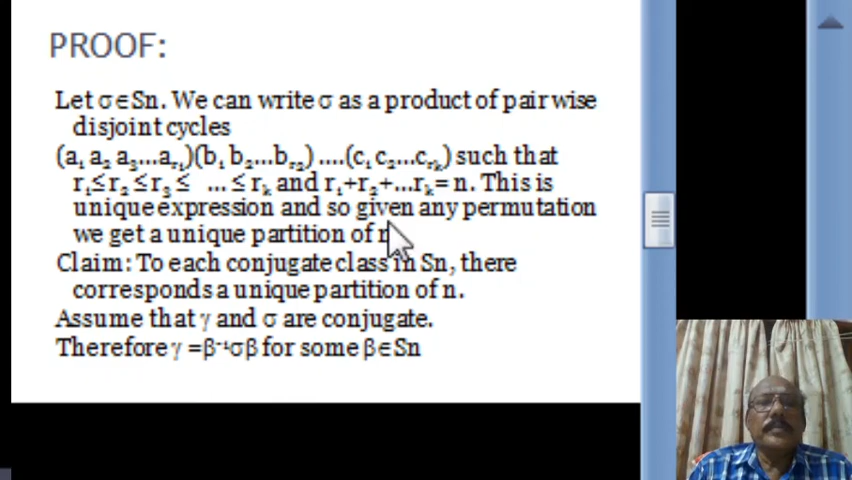 PROOF:
Let σ∈Sn. We can write σ as a product of pair wise
disjoint cycles
(a₁ a₂ a₃...aᵣ₁)(b₁ b₂...bᵣ₂) ....(c₁ c₂...cᵣₖ) such that
r₁≤r₂≤r₃≤ ...≤rₖ and r₁+r₂+...rₖ= n. This is
unique expression and so given any permutation
we get a unique partition of n
Claim: To each conjugate class in Sn, there
corresponds a unique partition of n.
Assume that γ and σ are conjugate.
Therefore γ =β⁻¹σβ for some β∈Sn